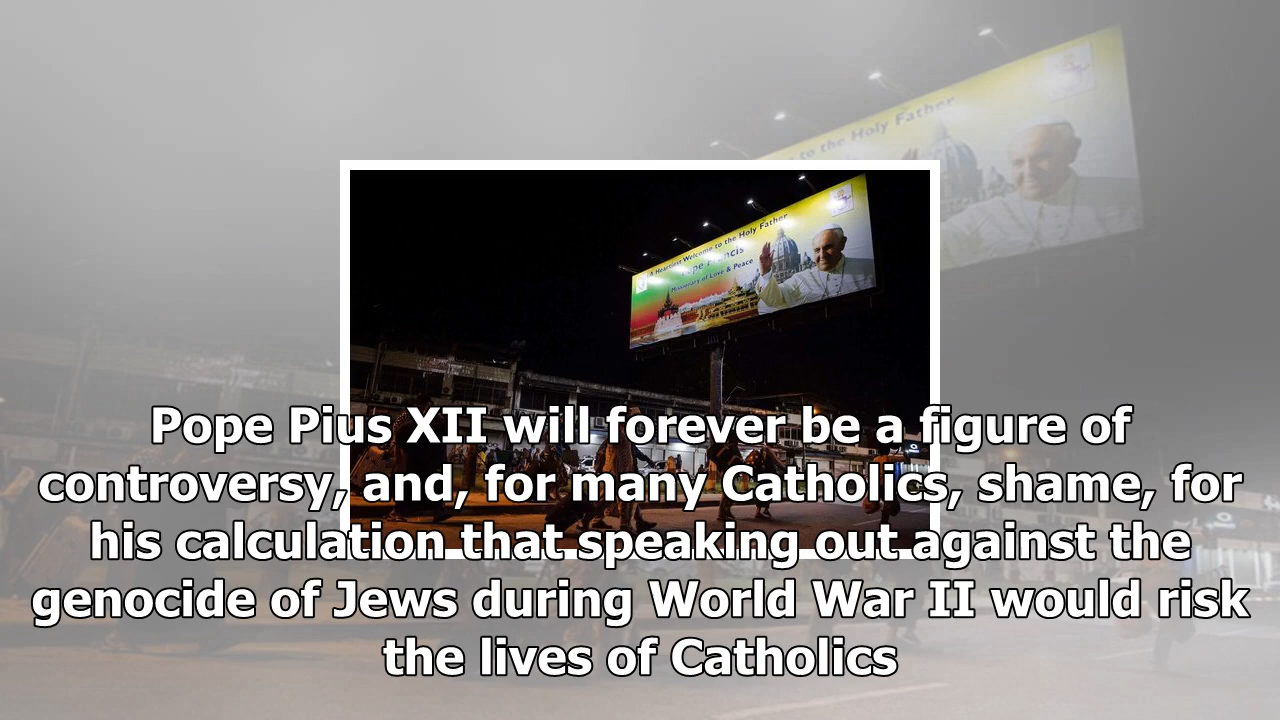 A Heartiest Welcome to the Holy Father
Pope Francis
Missionary of Love & Peace
to the Holy Father
Pope Pius XII will forever be a figure of
controversy, and, for many Catholics, shame, for
his calculation that speaking out against the
genocide of Jews during World War II would risk
the lives of Catholics